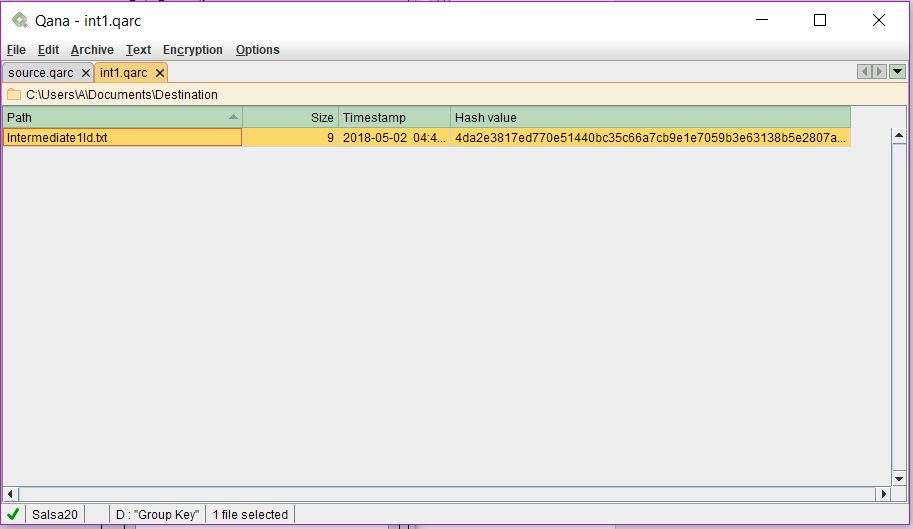 Qana - int1.qarc
File Edit Archive Text Encryption Options
source.qarc int1.qarc
C:\Users\A\Documents\Destination
Path Size Timestamp Hash value
Intermediate1Id.txt 9 2018-05-02 04:4... 4da2e3817ed770e51440bc35c66a7cb9e1e7059b3e63138b5e2807a...
Salsa20 D : "Group Key" 1 file selected